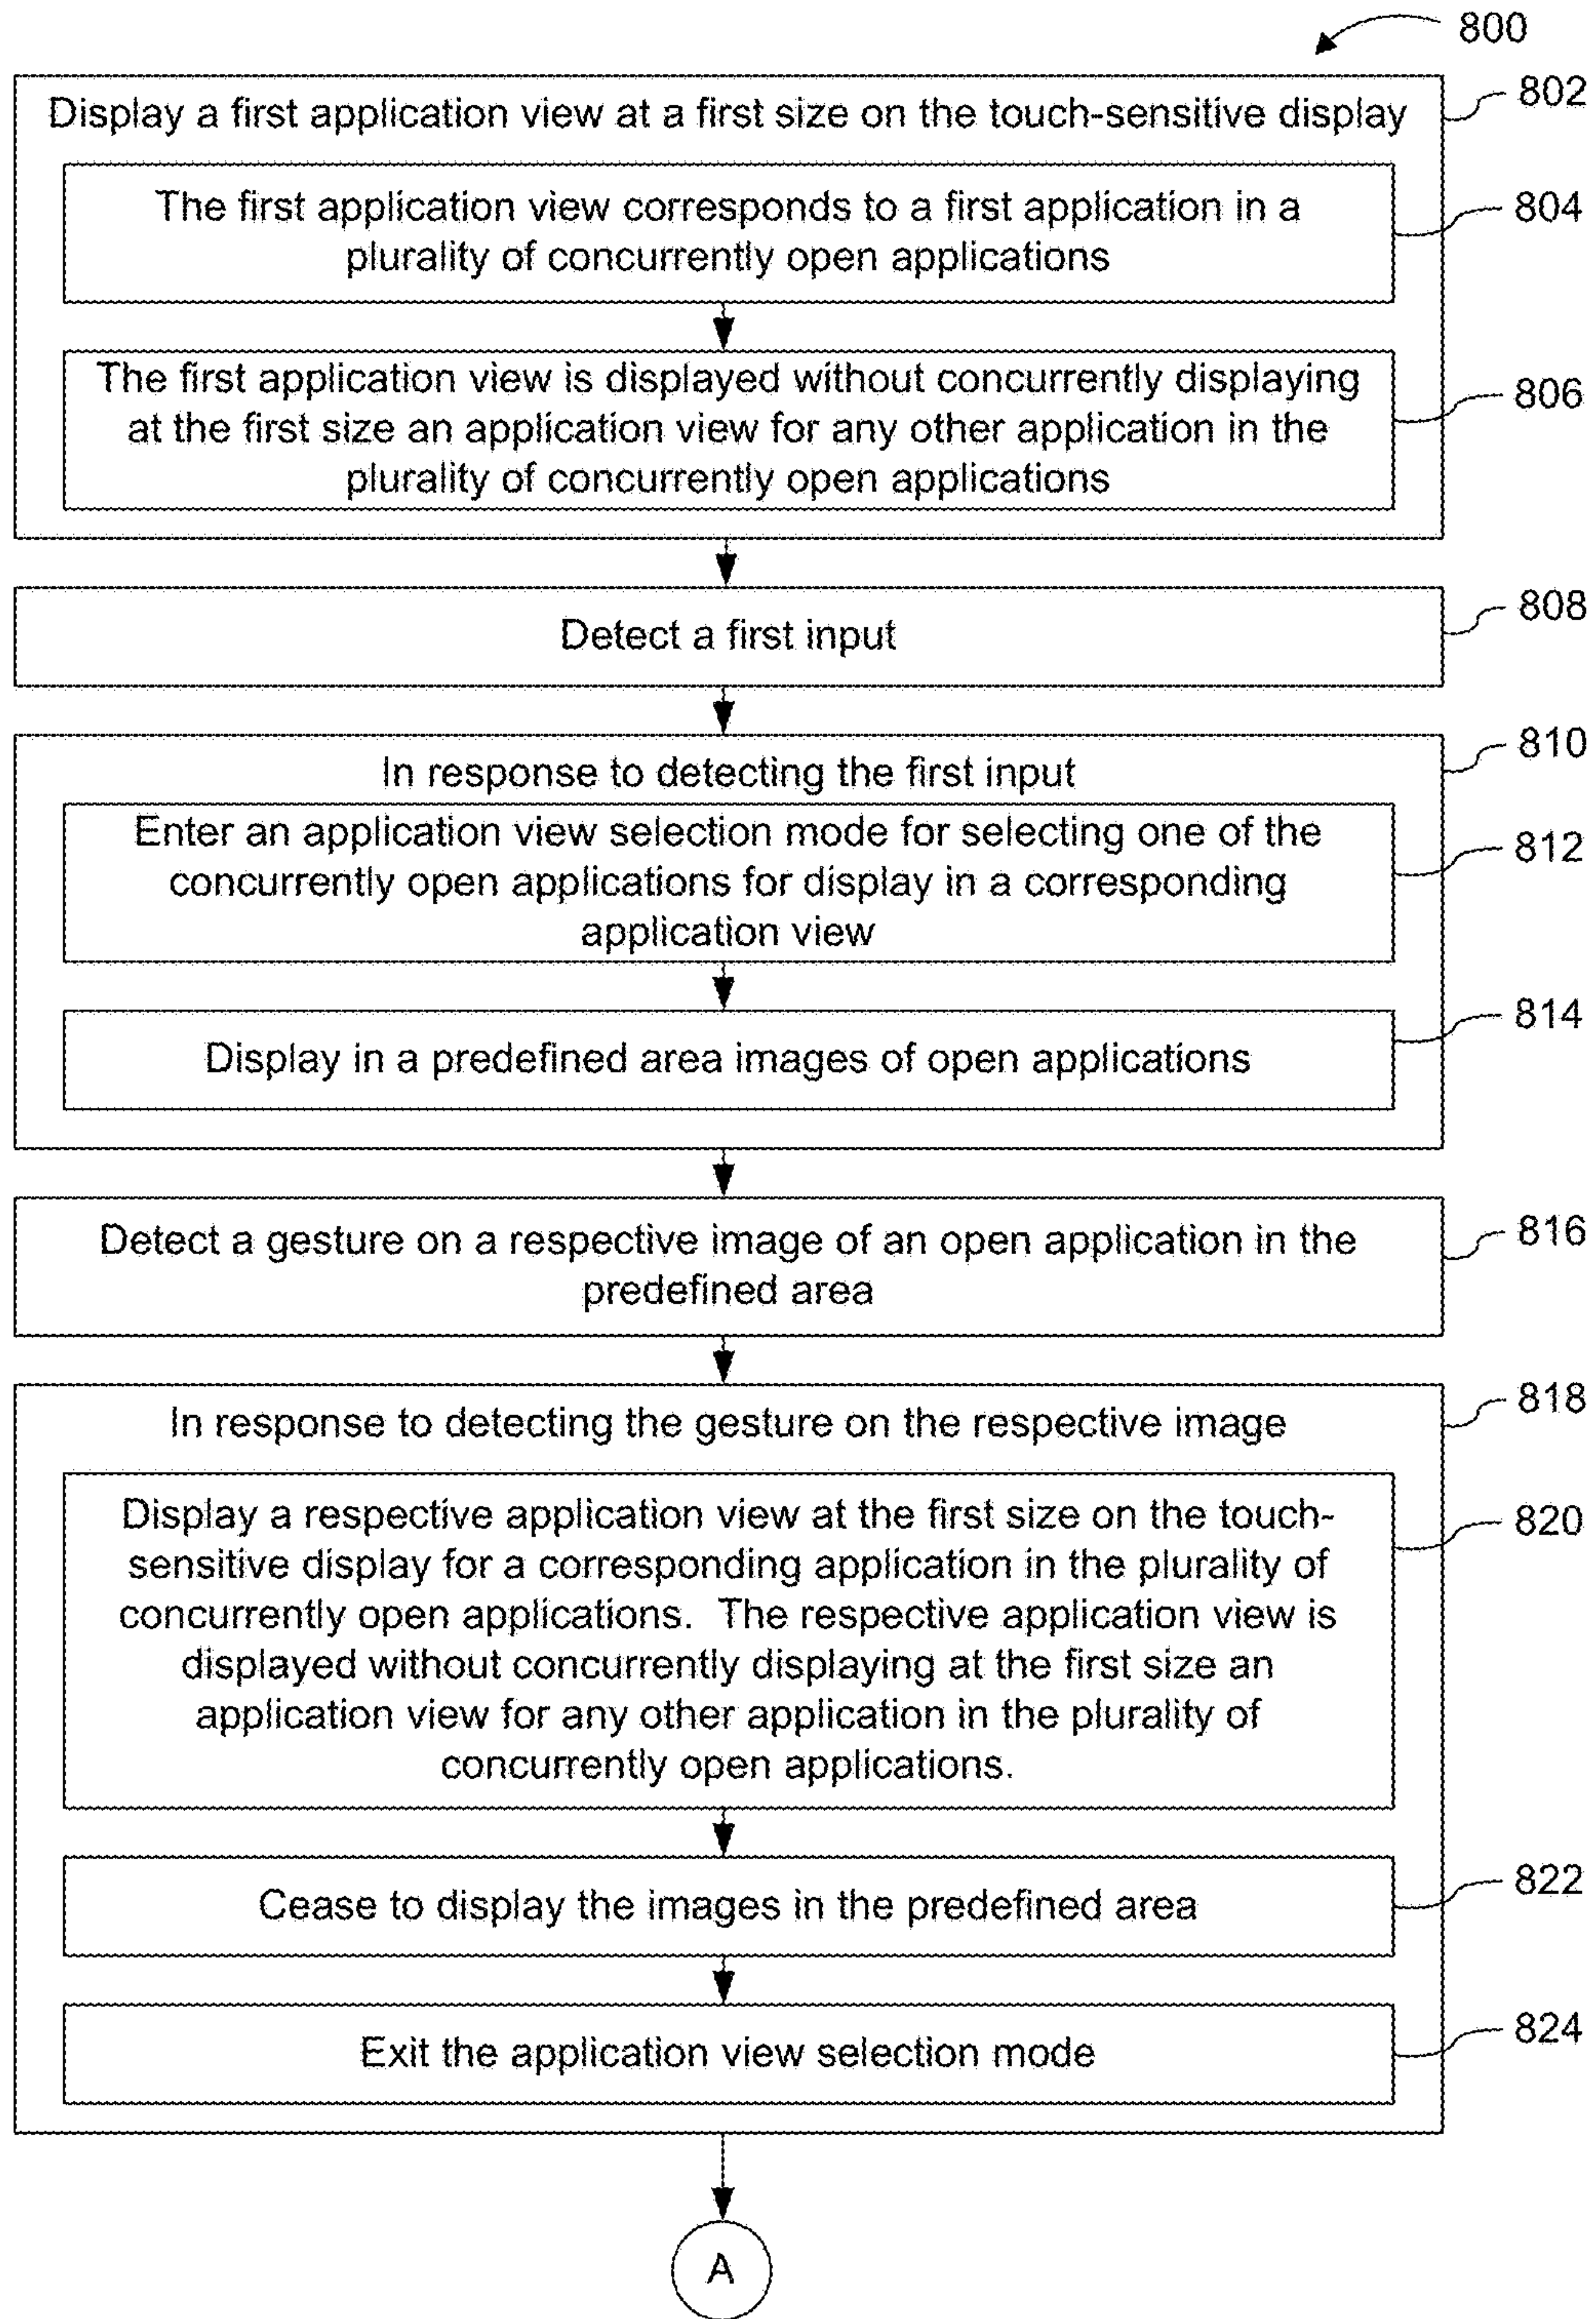 800
Display a first application view at a first size on the touch-sensitive display
802
The first application view corresponds to a first application in a
plurality of concurrently open applications
804
The first application view is displayed without concurrently displaying
at the first size an application view for any other application in the
plurality of concurrently open applications
806
Detect a first input
808
In response to detecting the first input
810
Enter an application view selection mode for selecting one of the
concurrently open applications for display in a corresponding
application view
812
Display in a predefined area images of open applications
814
Detect a gesture on a respective image of an open application in the
predefined area
816
In response to detecting the gesture on the respective image
818
Display a respective application view at the first size on the touch-
sensitive display for a corresponding application in the plurality of
concurrently open applications.  The respective application view is
displayed without concurrently displaying at the first size an
application view for any other application in the plurality of
concurrently open applications.
820
Cease to display the images in the predefined area
822
Exit the application view selection mode
824
A